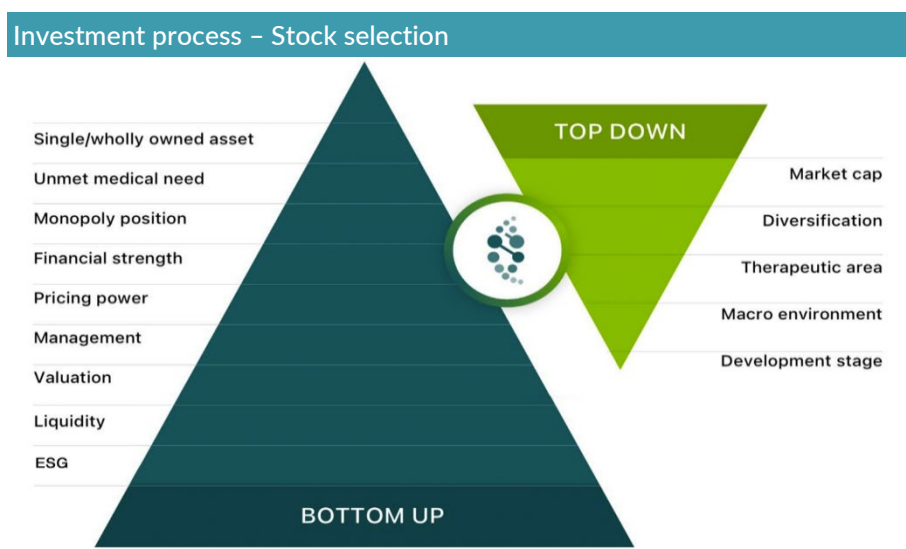 Investment process – Stock selection
Single/wholly owned asset
Unmet medical need
Monopoly position
Financial strength
Pricing power
Management
Valuation
Liquidity
ESG
BOTTOM UP
TOP DOWN
Market cap
Diversification
Therapeutic area
Macro environment
Development stage